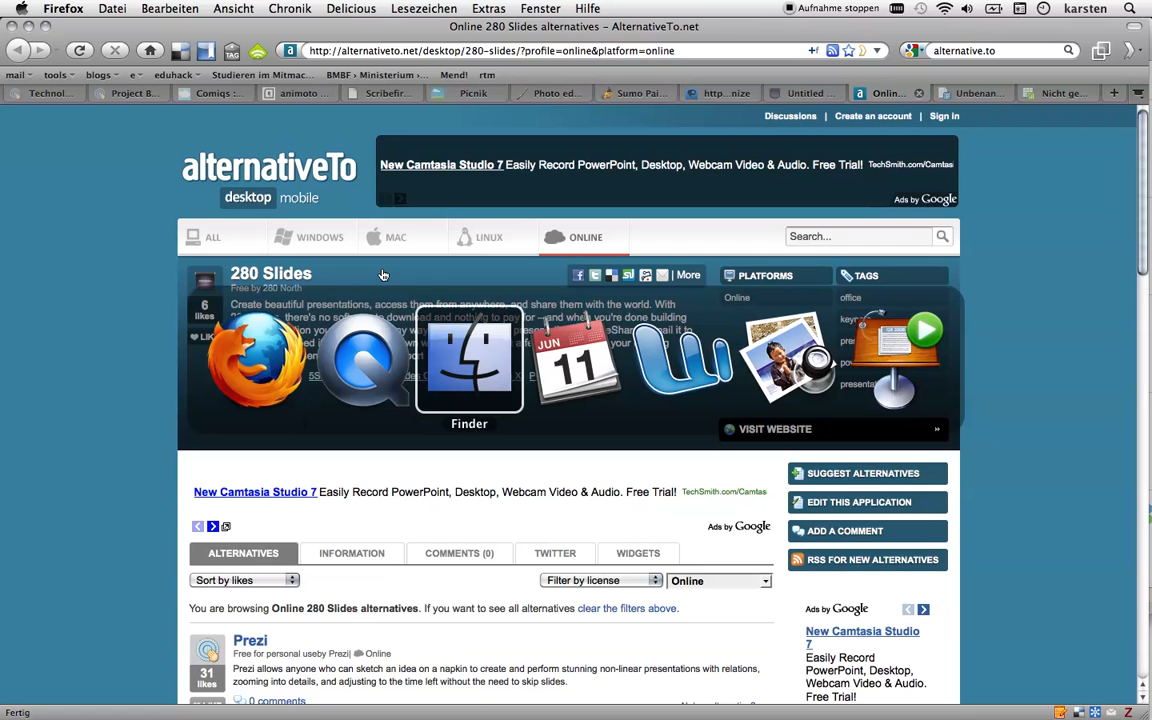 Firefox Datei Bearbeiten Ansicht Chronik Delicious Lesezeichen Extras Fenster Hilfe Aufnahme stoppen karsten
Online 280 Slides alternatives - AlternativeTo.net
http://alternativeto.net/desktop/280-slides/?profile=online&platform=online
alternative.to
mail tools blogs e eduhack Studieren im Mitmac... BMBF › Ministerium ›... Mend! rtm
Technol... Project B... Comiqs :... animoto ... Scribefir... Picnik Photo ed... Sumo Pai... http...nize Untitled ... Onlin... Unbenan... Nicht ge...
Discussions | Create an account | Sign in
alternativeTo
desktop mobile
New Camtasia Studio 7 Easily Record PowerPoint, Desktop, Webcam Video & Audio. Free Trial! TechSmith.com/Camtas
Ads by Google
ALL WINDOWS MAC LINUX ONLINE Search...
280 Slides
Free by 280 North
| More
PLATFORMS
Online
TAGS
office
6
likes
Create beautiful presentations, access them from anywhere, and share them with the world. With
JUN
11
Finder
VISIT WEBSITE »
New Camtasia Studio 7 Easily Record PowerPoint, Desktop, Webcam Video & Audio. Free Trial! TechSmith.com/Camtas
Ads by Google
SUGGEST ALTERNATIVES
EDIT THIS APPLICATION
ADD A COMMENT
RSS FOR NEW ALTERNATIVES
ALTERNATIVES INFORMATION COMMENTS (0) TWITTER WIDGETS
Sort by likes Filter by license Online
You are browsing Online 280 Slides alternatives. If you want to see all alternatives clear the filters above.
Prezi
Free for personal useby Prezi| Online
31
likes
Prezi allows anyone who can sketch an idea on a napkin to create and perform stunning non-linear presentations with relations,
zooming into details, and adjusting to the time left without the need to skip slides.
0 comments
Ads by Google
New Camtasia Studio
7
Easily Record
PowerPoint,
Desktop,
Webcam Video &
Audio. Free Trial!
TechSmith.com/Camtas
Fertig